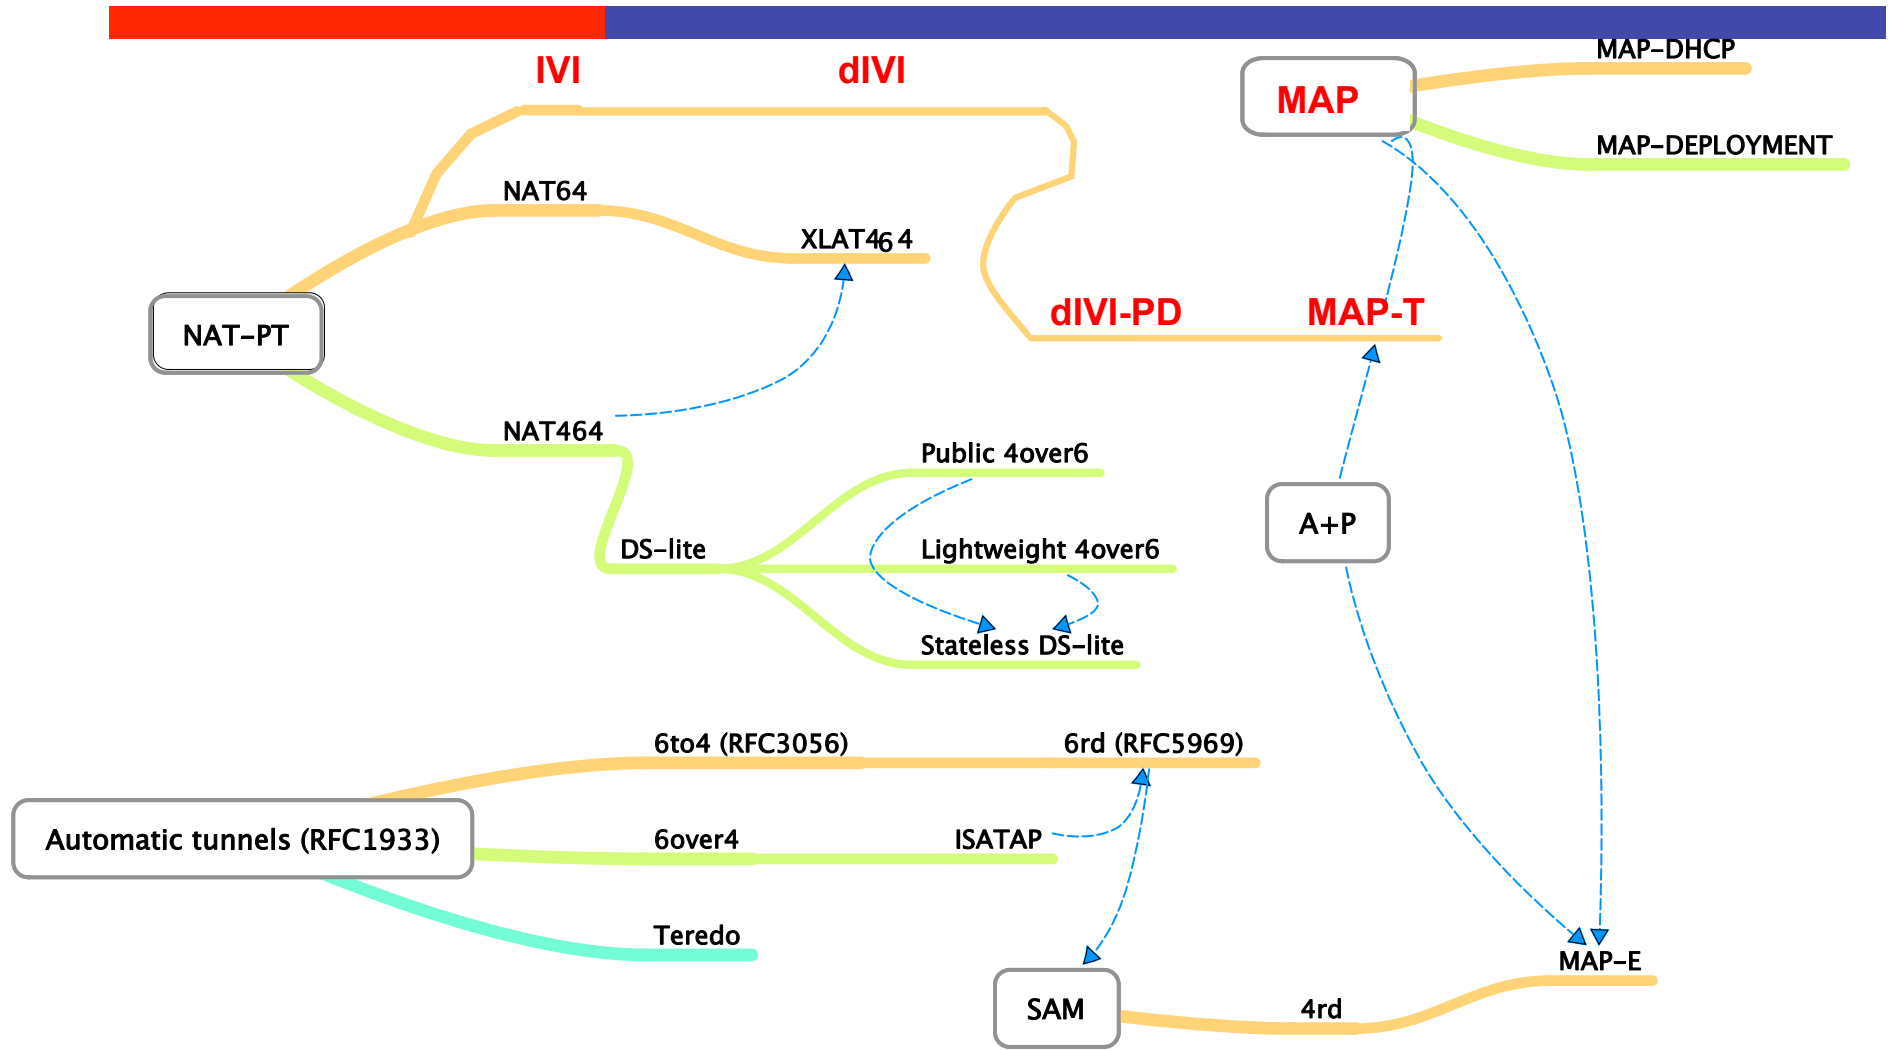 IVI
dIVI
MAP
MAP-DHCP
MAP-DEPLOYMENT
NAT64
XLAT464
NAT-PT
dIVI-PD
MAP-T
NAT464
Public 4over6
A+P
DS-lite
Lightweight 4over6
Stateless DS-lite
6to4 (RFC3056)
6rd (RFC5969)
Automatic tunnels (RFC1933)
6over4
ISATAP
Teredo
MAP-E
SAM
4rd